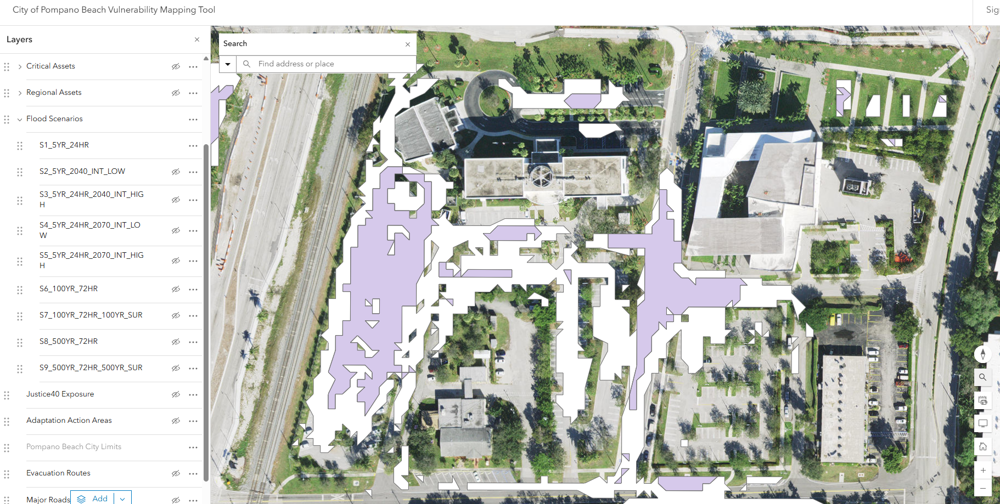 City of Pompano Beach Vulnerability Mapping Tool
Layers
Search
Find address or place
Critical Assets
Regional Assets
Flood Scenarios
S1_5YR_24HR
S2_5YR_2040_INT_LOW
S3_5YR_24HR_2040_INT_HIG
H
S4_5YR_24HR_2070_INT_LO
W
S5_5YR_24HR_2070_INT_HIG
H
S6_100YR_72HR
S7_100YR_72HR_100YR_SUR
S8_500YR_72HR
S9_500YR_72HR_500YR_SUR
Justice40 Exposure
Adaptation Action Areas
Pompano Beach City Limits
Evacuation Routes
Major Roads
Add